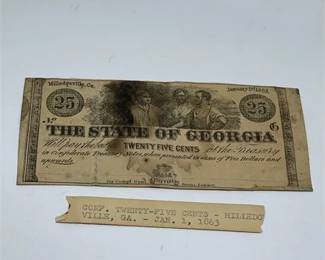 Milledgeville, Ga. January 1st 1863
25 25
THE STATE OF GEORGIA
Will pay the bearer TWENTY FIVE CENTS at the Treasury
in Confederate Treasury Notes, when presented in sums of Five Dollars and
upwards.
CONF. TWENTY-FIVE CENTS - MILLEDGE
VILLE, GA. - JAN. 1, 1863